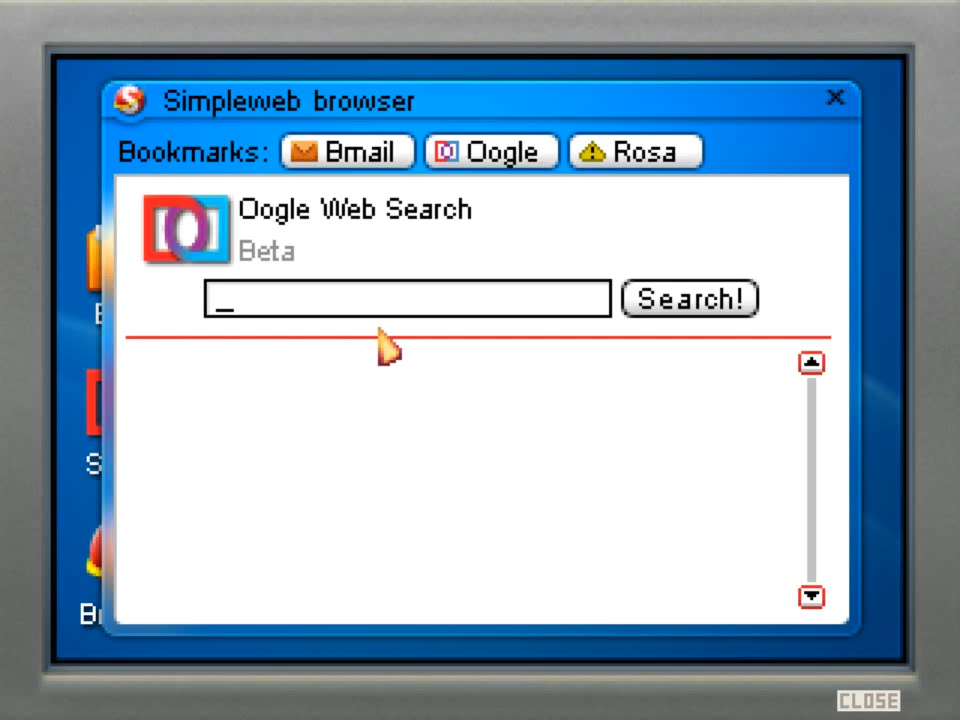 Simpleweb browser
Bookmarks: Bmail Oogle Rosa
Oogle Web Search
Beta
_
Search!
CLOSE